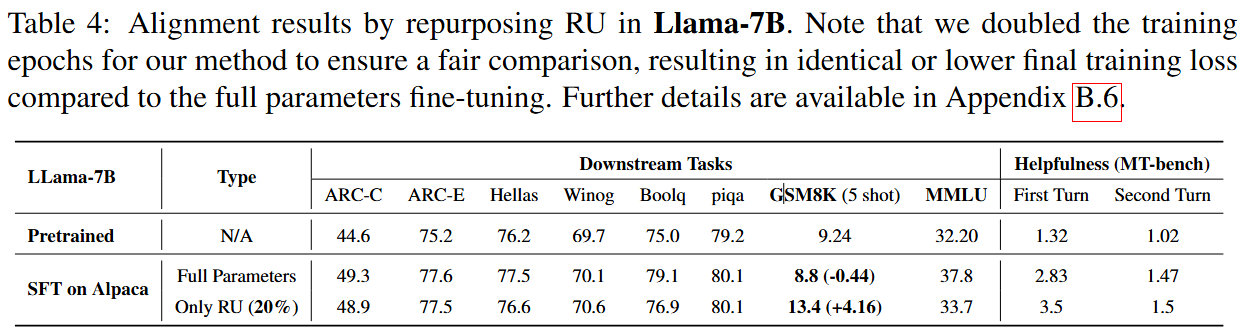 Table 4: Alignment results by repurposing RU in Llama-7B. Note that we doubled the training
epochs for our method to ensure a fair comparison, resulting in identical or lower final training loss
compared to the full parameters fine-tuning. Further details are available in Appendix B.6.
LLama-7B Type Downstream Tasks Helpfulness (MT-bench)
ARC-C ARC-E Hellas Winog Boolq piqa GSM8K (5 shot) MMLU First Turn Second Turn
Pretrained N/A 44.6 75.2 76.2 69.7 75.0 79.2 9.24 32.20 1.32 1.02
SFT on Alpaca Full Parameters 49.3 77.6 77.5 70.1 79.1 80.1 8.8 (-0.44) 37.8 2.83 1.47
Only RU (20%) 48.9 77.5 76.6 70.6 76.9 80.1 13.4 (+4.16) 33.7 3.5 1.5